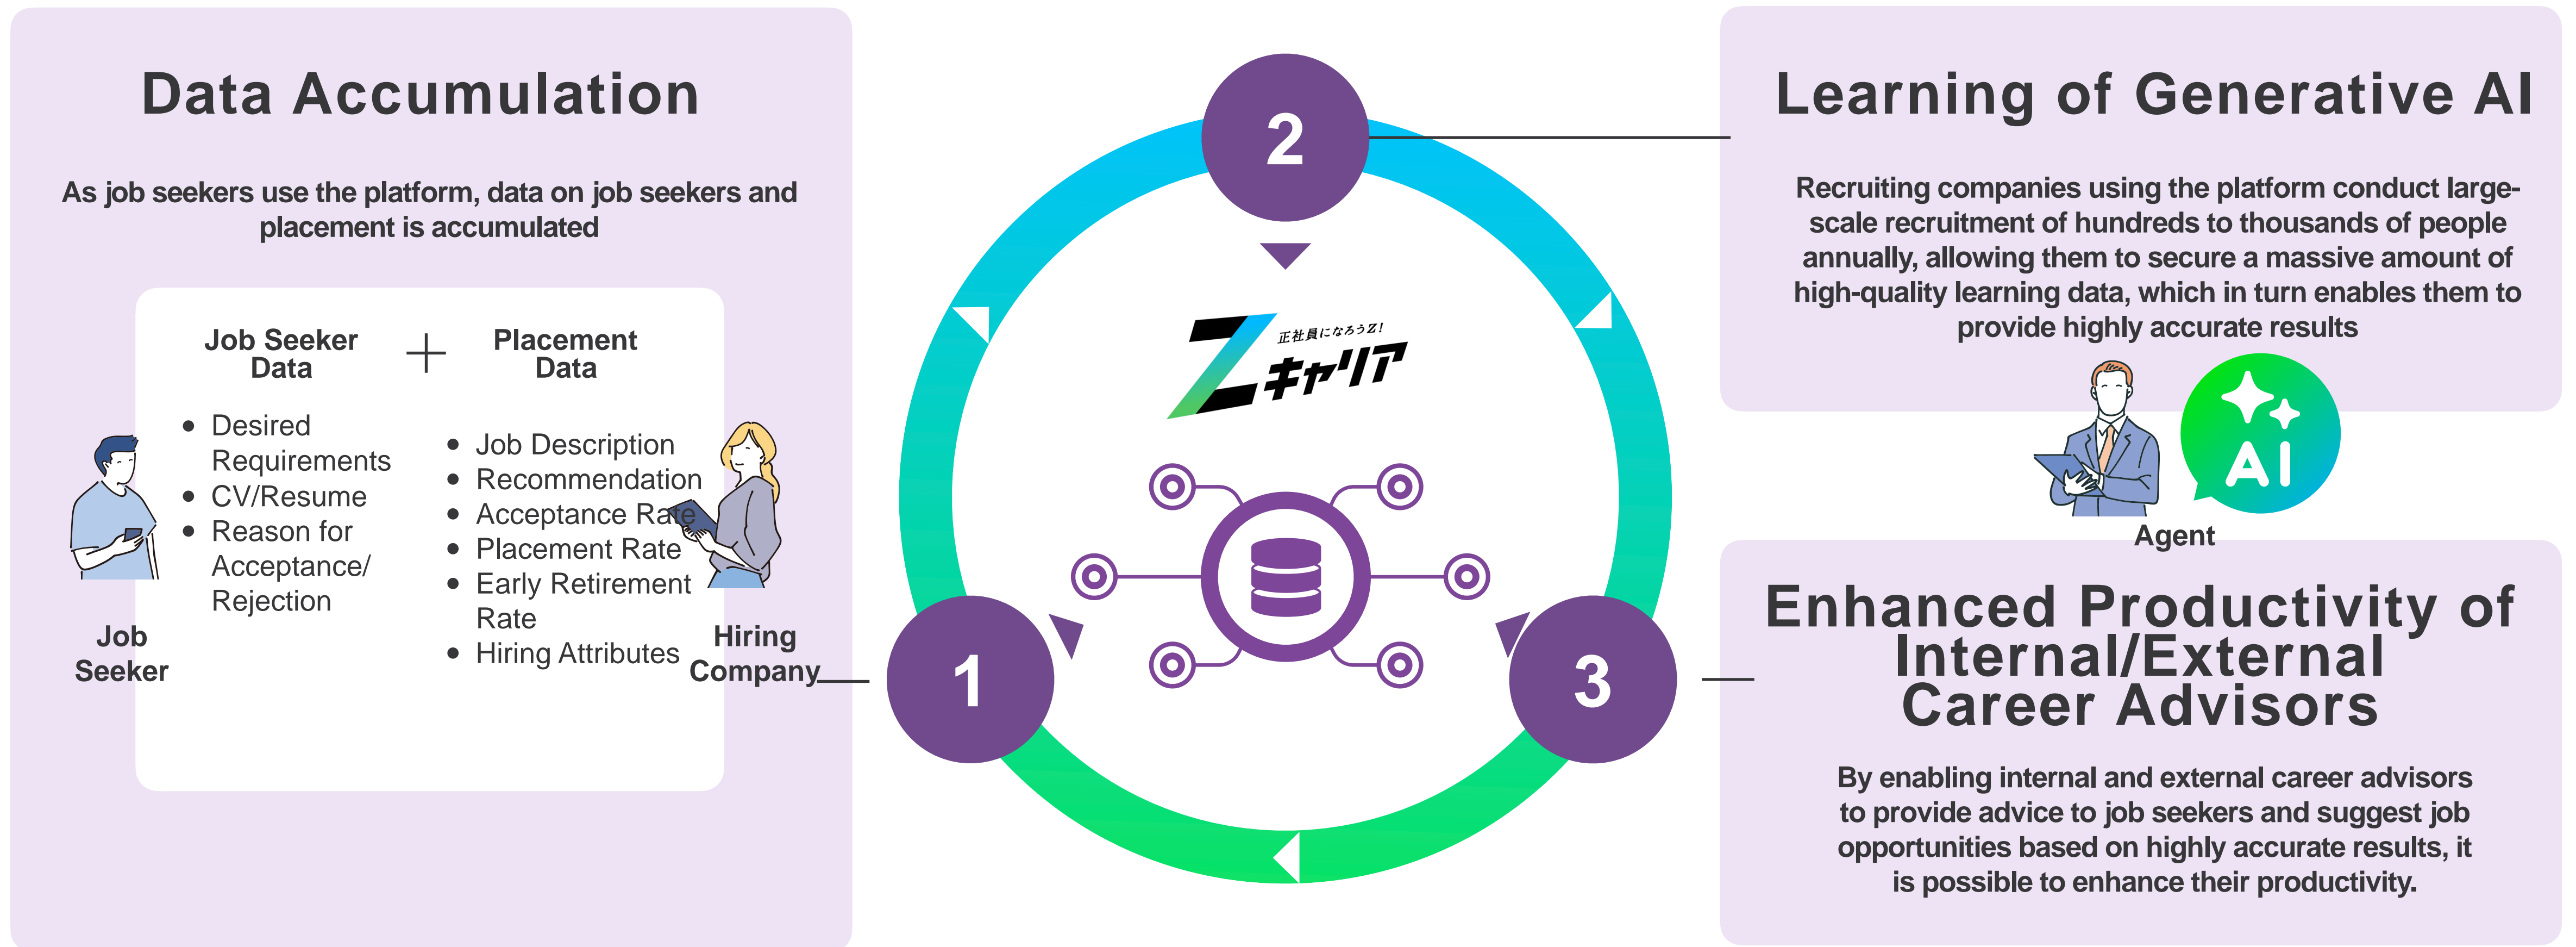 Data Accumulation
As job seekers use the platform, data on job seekers and
placement is accumulated
Job Seeker
Data
Placement
Data
• Desired
Requirements
• CV/Resume
• Reason for
Acceptance/
Rejection
• Job Description
• Recommendation
• Acceptance Rate
• Placement Rate
• Early Retirement
Rate
• Hiring Attributes
Job
Seeker
Hiring
Company
1
2
3
正社員になろうZ!
Zキャリア
Learning of Generative AI
Recruiting companies using the platform conduct large-
scale recruitment of hundreds to thousands of people
annually, allowing them to secure a massive amount of
high-quality learning data, which in turn enables them to
provide highly accurate results
AI
Agent
Enhanced Productivity of
Internal/External
Career Advisors
By enabling internal and external career advisors
to provide advice to job seekers and suggest job
opportunities based on highly accurate results, it
is possible to enhance their productivity.